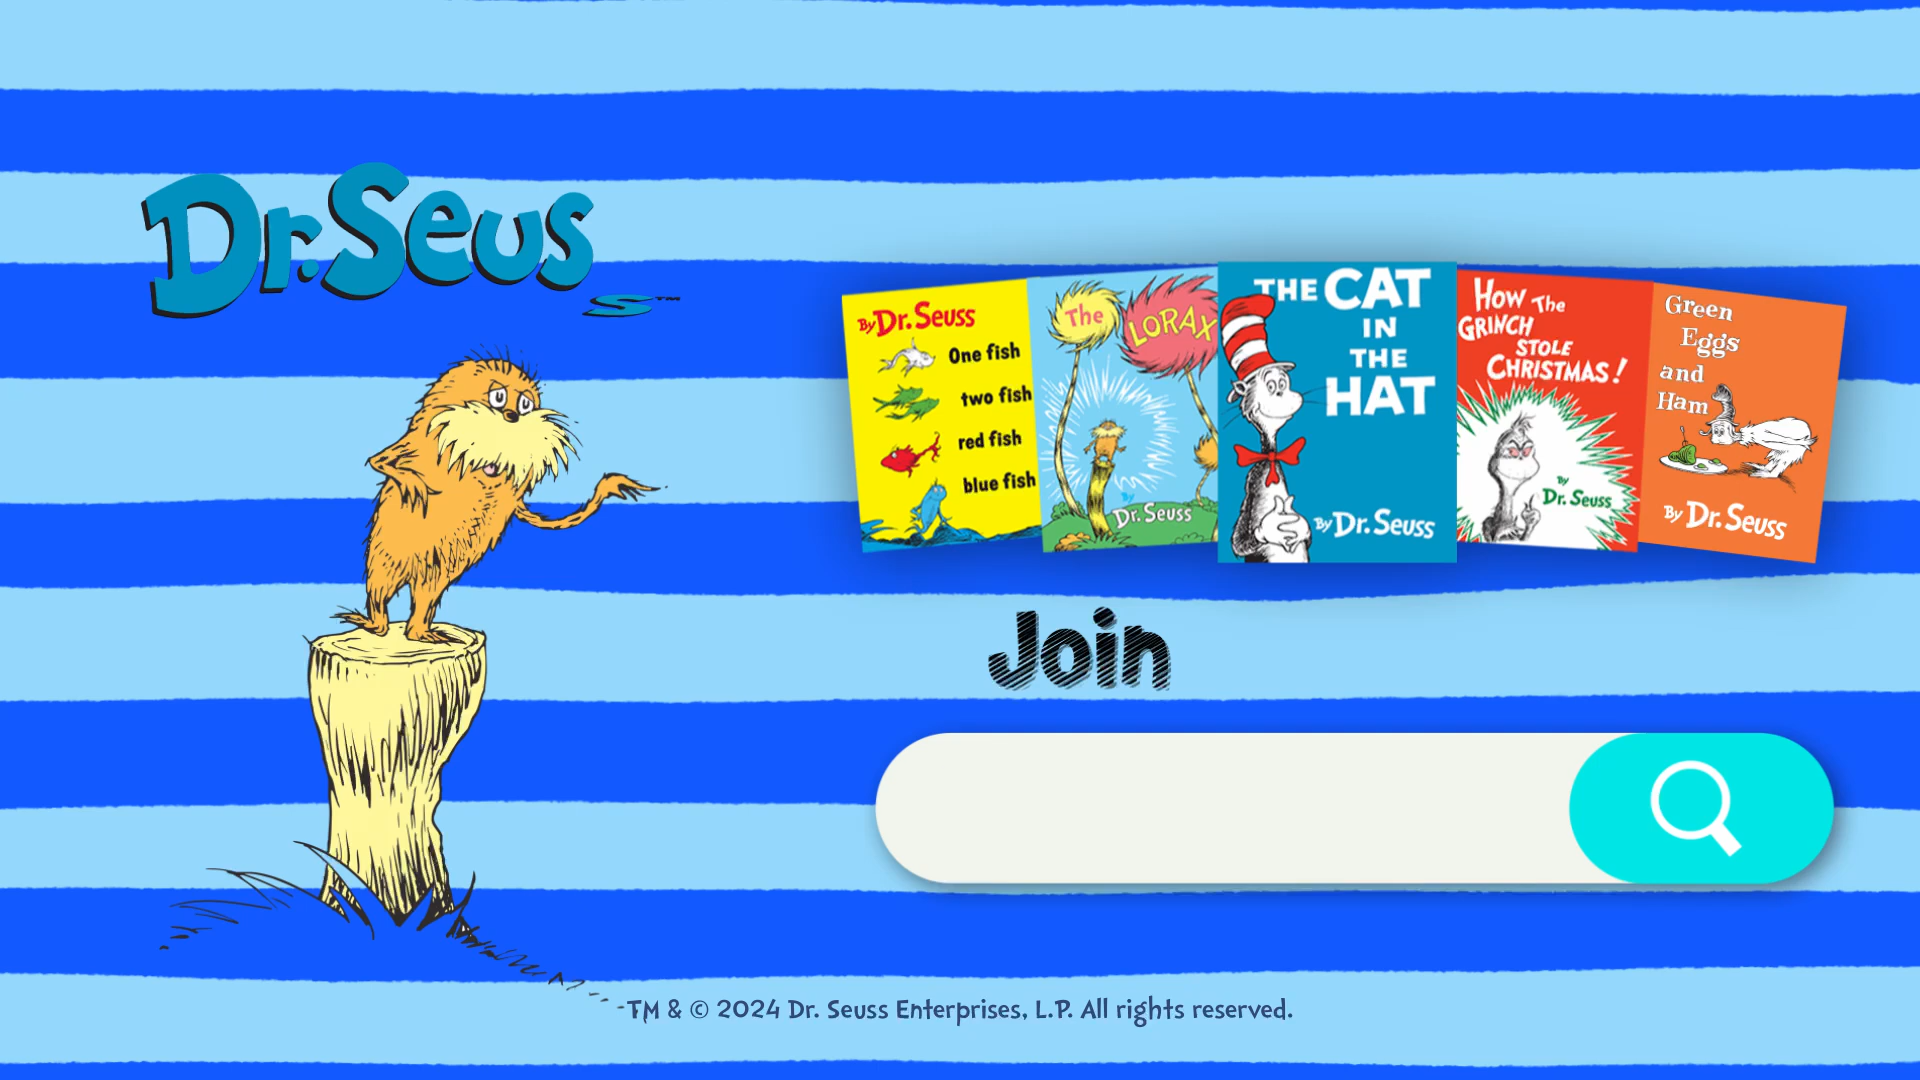 Dr. Seus
s™
By Dr. Seuss
One fish
two fish
red fish
blue fish
The LORAX
Dr. Seuss
THE CAT
IN
THE
HAT
By Dr. Seuss
How The
GRINCH
STOLE
CHRISTMAS!
By
Dr. Seuss
Green
Eggs
and
Ham
By Dr. Seuss
Join
TM & © 2024 Dr. Seuss Enterprises, L.P. All rights reserved.